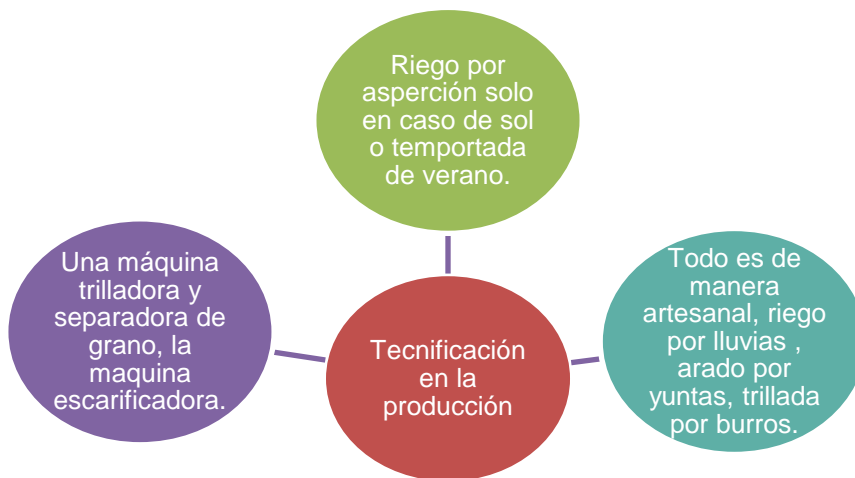 Riego por
asperción solo
en caso de sol
o temportada
de verano.
Una máquina
trilladora y
separadora de
grano, la
maquina
escarificadora.
Tecnificación
en la
producción
Todo es de
manera
artesanal, riego
por lluvias ,
arado por
yuntas, trillada
por burros.